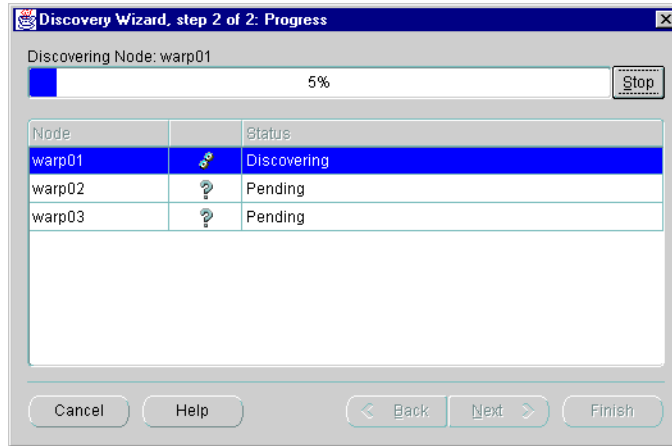 Discovery Wizard, step 2 of 2: Progress
Discovering Node: warp01
5% Stop
Node Status
warp01 Discovering
warp02 ? Pending
warp03 ? Pending
Cancel Help < Back Next > Finish